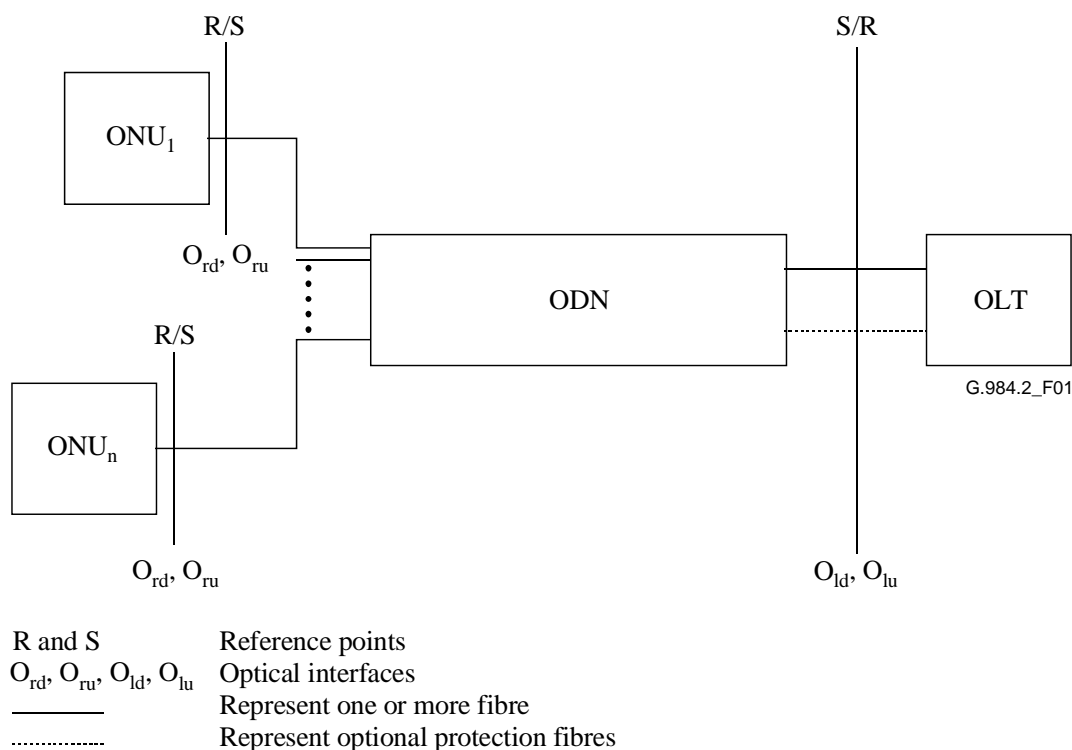 R/S
S/R
ONU1
Ord, Oru
ODN
OLT
R/S
G.984.2_F01
ONUn
Ord, Oru
Old, Olu
R and S Reference points
Ord, Oru, Old, Olu Optical interfaces
Represent one or more fibre
Represent optional protection fibres